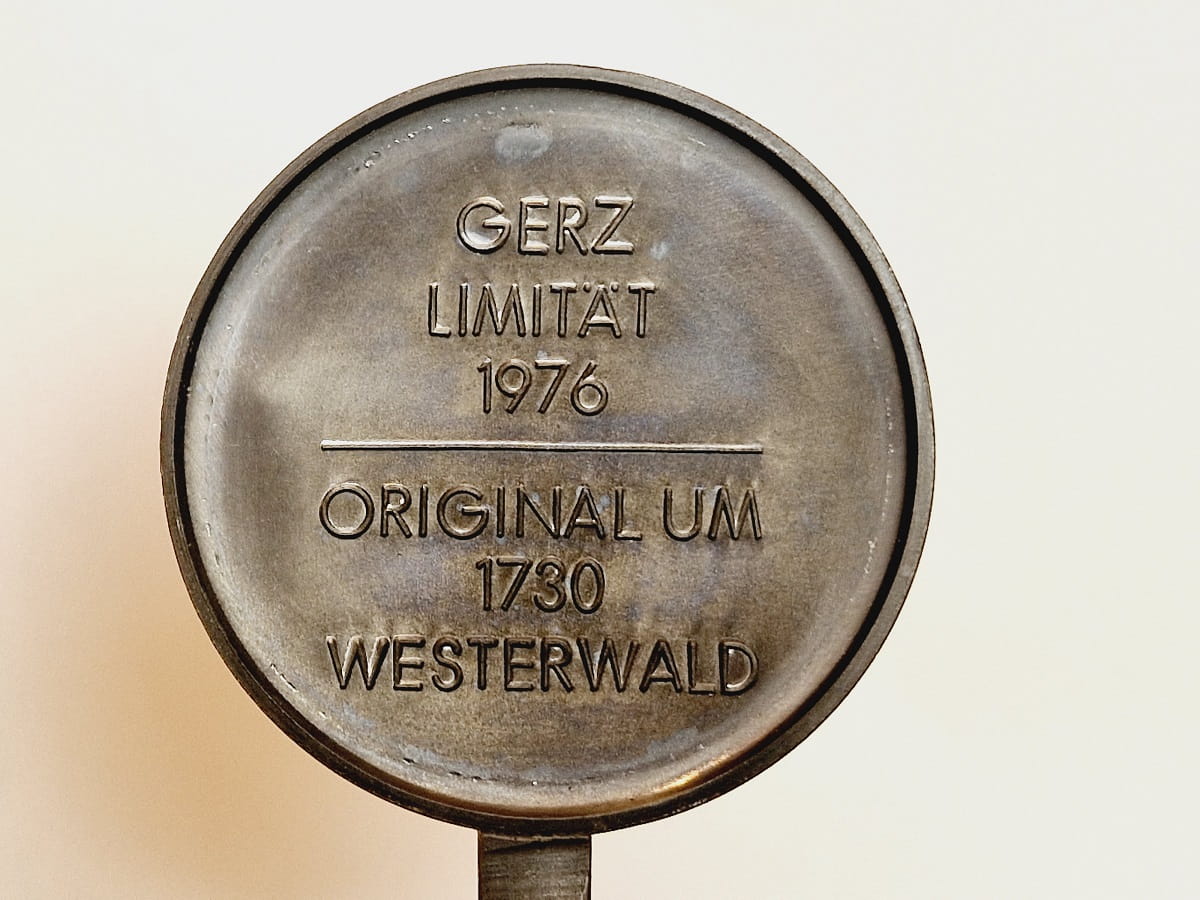 GERZ
LIMITÄT
1976
ORIGINAL UM
1730
WESTERWALD